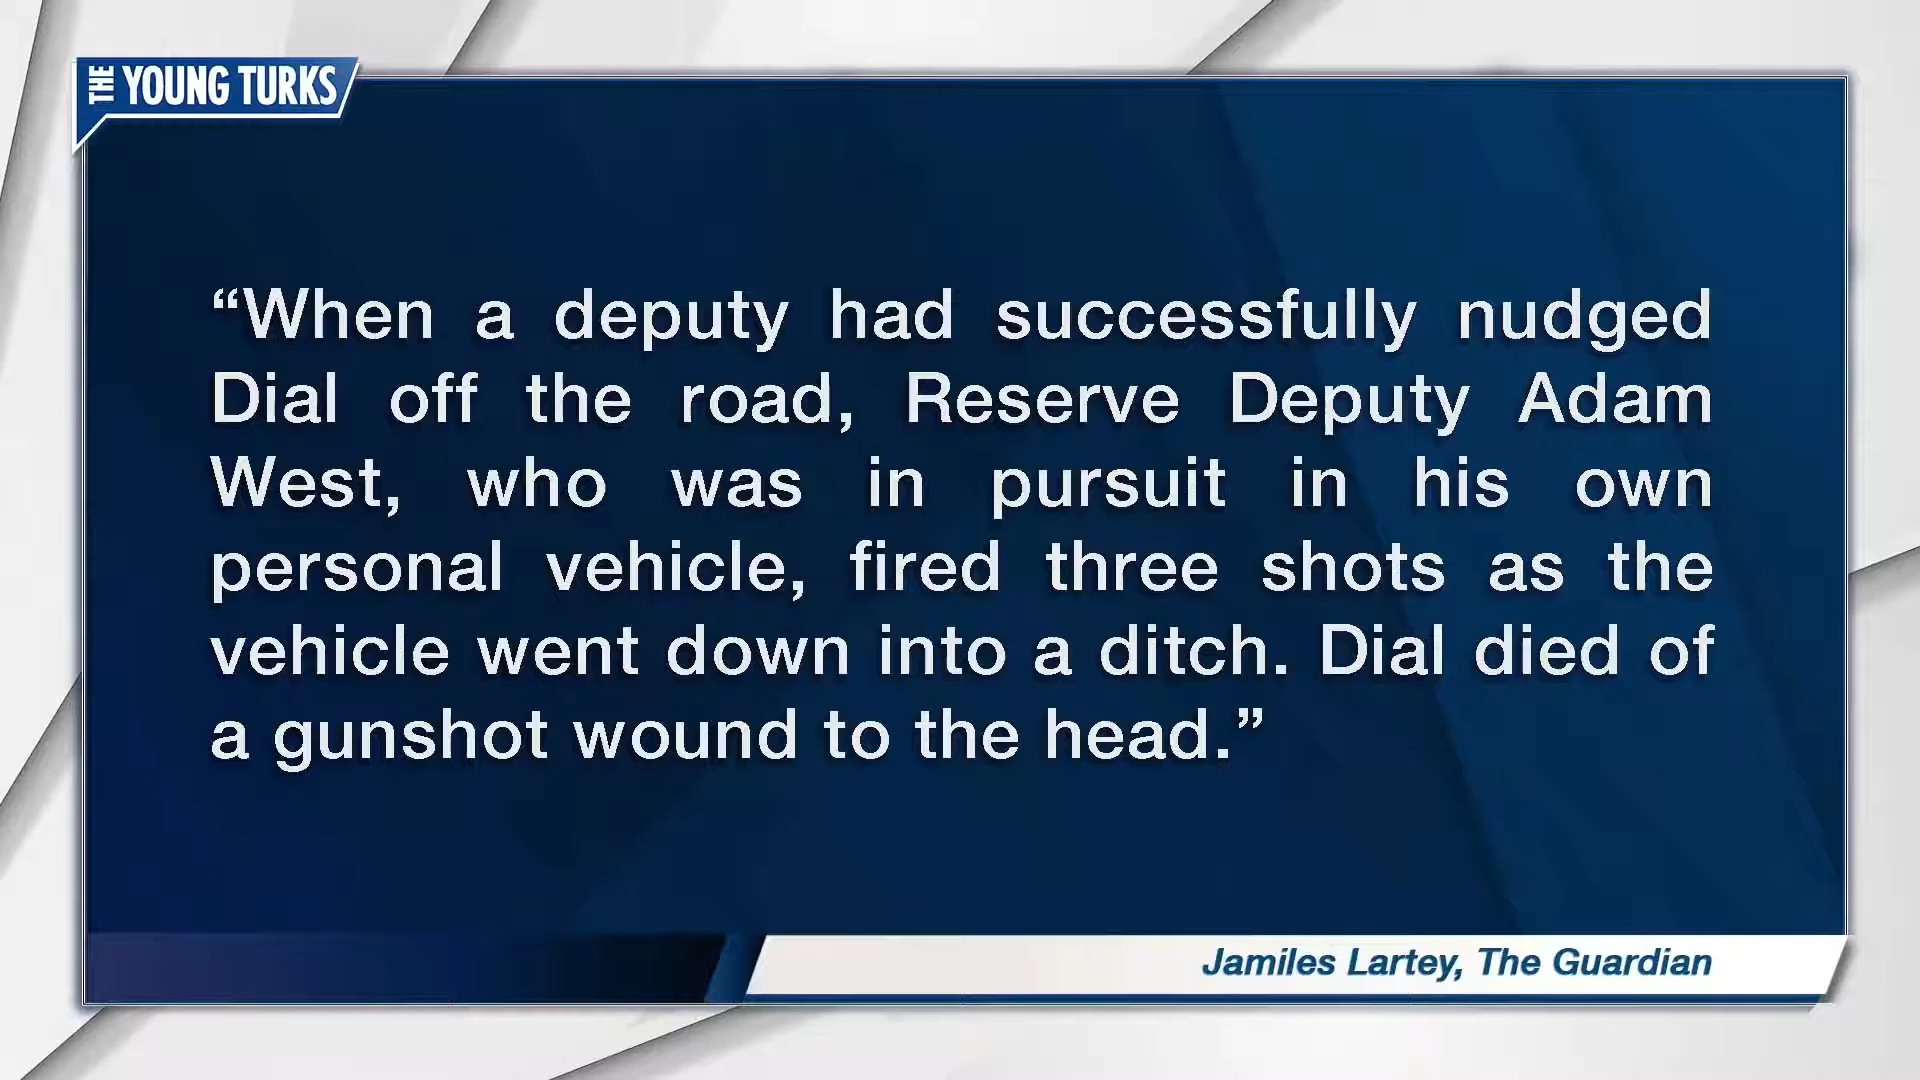 THE YOUNG TURKS
“When a deputy had successfully nudged
Dial off the road, Reserve Deputy Adam
West, who was in pursuit in his own
personal vehicle, fired three shots as the
vehicle went down into a ditch. Dial died of
a gunshot wound to the head.”
Jamiles Lartey, The Guardian